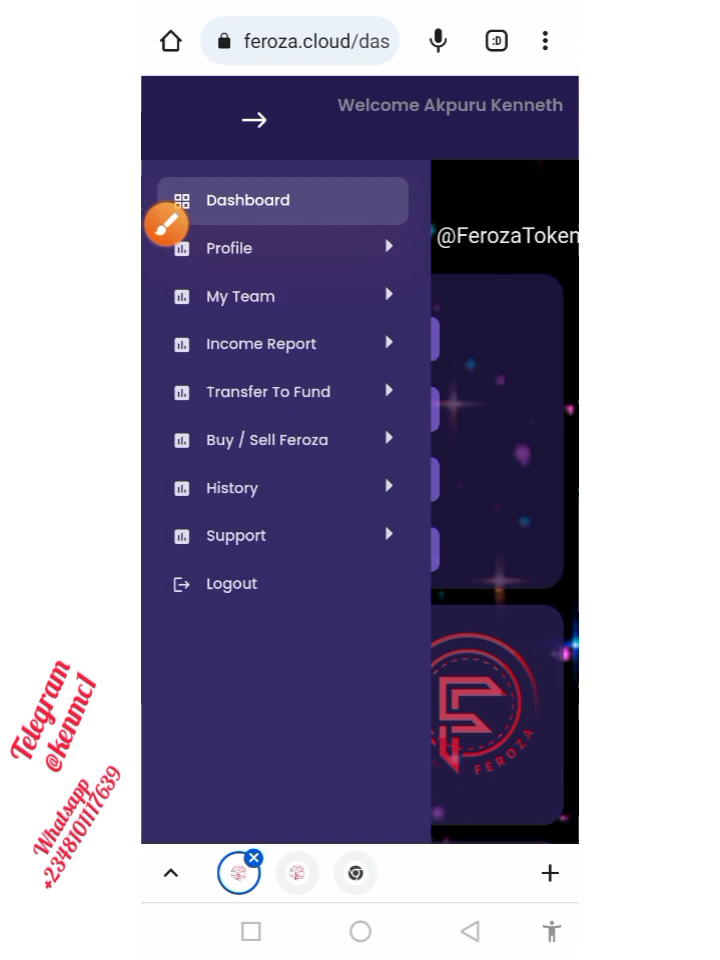 :D
feroza.cloud/das
Welcome Akpuru Kenneth
Dashboard
@FerozaToken
Profile
My Team
Income Report
Transfer To Fund
Buy / Sell Feroza
History
Support
Logout
FEROZA
Telegram
@kenmc1
Whatsapp
+2348101117639